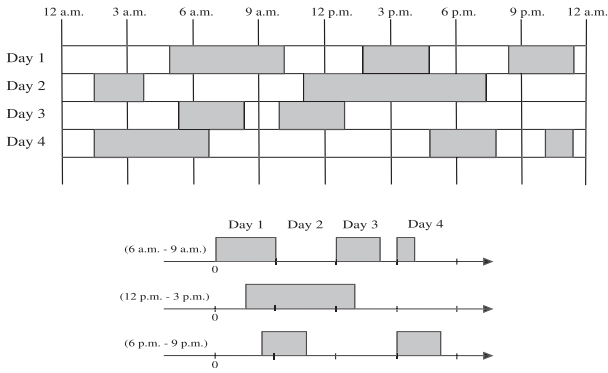 12 a.m. 3 a.m. 6 a.m. 9 a.m. 12 p.m. 3 p.m. 6 p.m. 9 p.m. 12 a.m.
Day 1
Day 2
Day 3
Day 4
Day 1 Day 2 Day 3 Day 4
(6 a.m. - 9 a.m.)
0
(12 p.m. - 3 p.m.)
0
(6 p.m. - 9 p.m.)
0